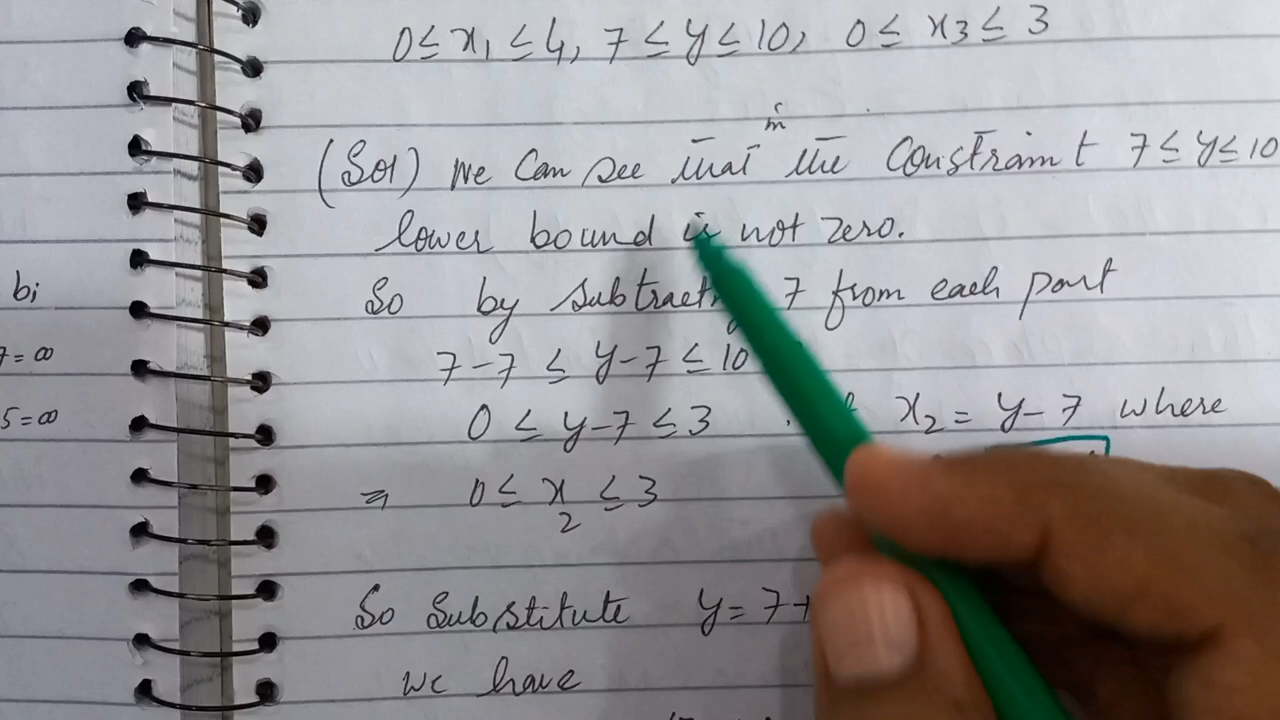 0 ≤ x₁ ≤ 4, 7 ≤ y ≤ 10, 0 ≤ x₃ ≤ 3
in
(Sol) we can see that the constraint 7 ≤ y ≤ 10
lower bound is not zero.
bi
So by subtracting 7 from each part
7 = ∞
7-7 ≤ y-7 ≤ 10
5 = ∞
0 ≤ y-7 ≤ 3 x₂ = y-7 where
⇒ 0 ≤ x₂ ≤ 3
So Substitute y = 7+
we have